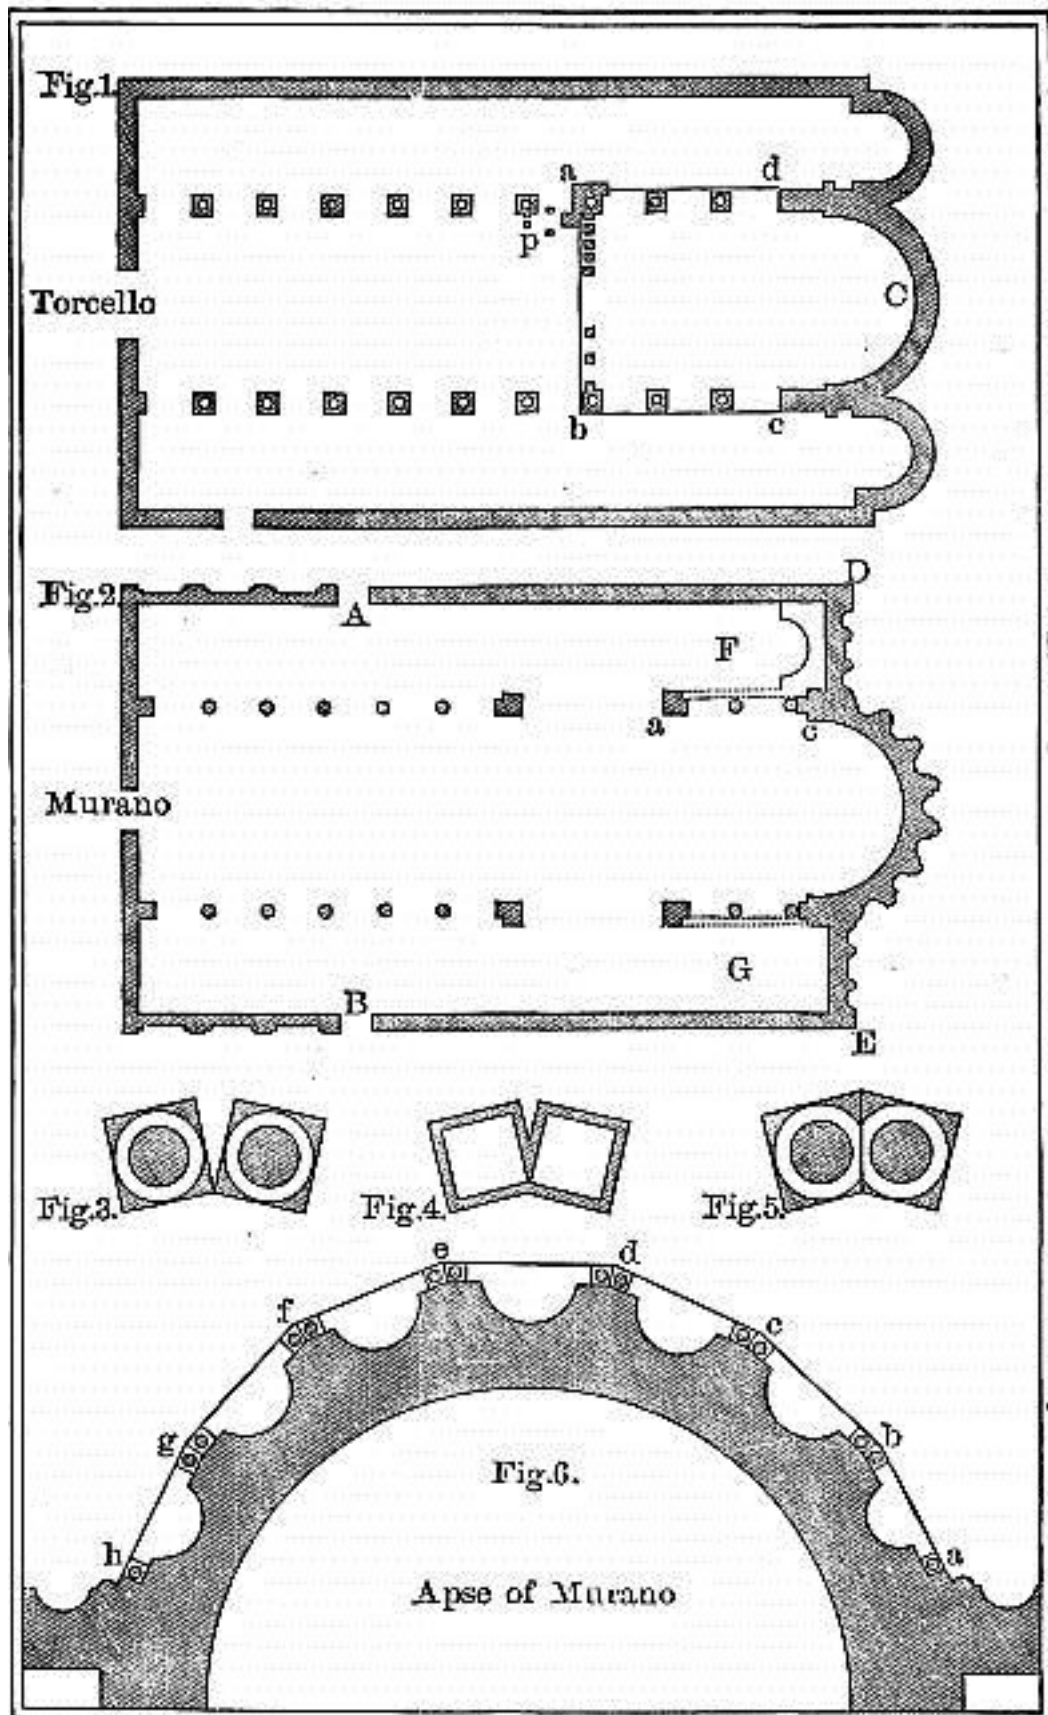 Fig.1.
a
d
p
Torcello
C
b
c
Fig.2.
A
D
F
a
c
Murano
B
G
E
Fig.3.
Fig.4.
Fig.5.
e
d
f
c
g
b
Fig.6.
h
a
Apse of Murano